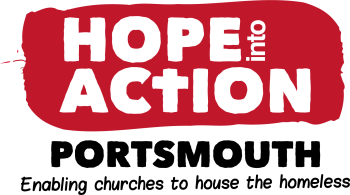 HOPE into
ACTION
PORTSMOUTH
Enabling churches to house the homeless